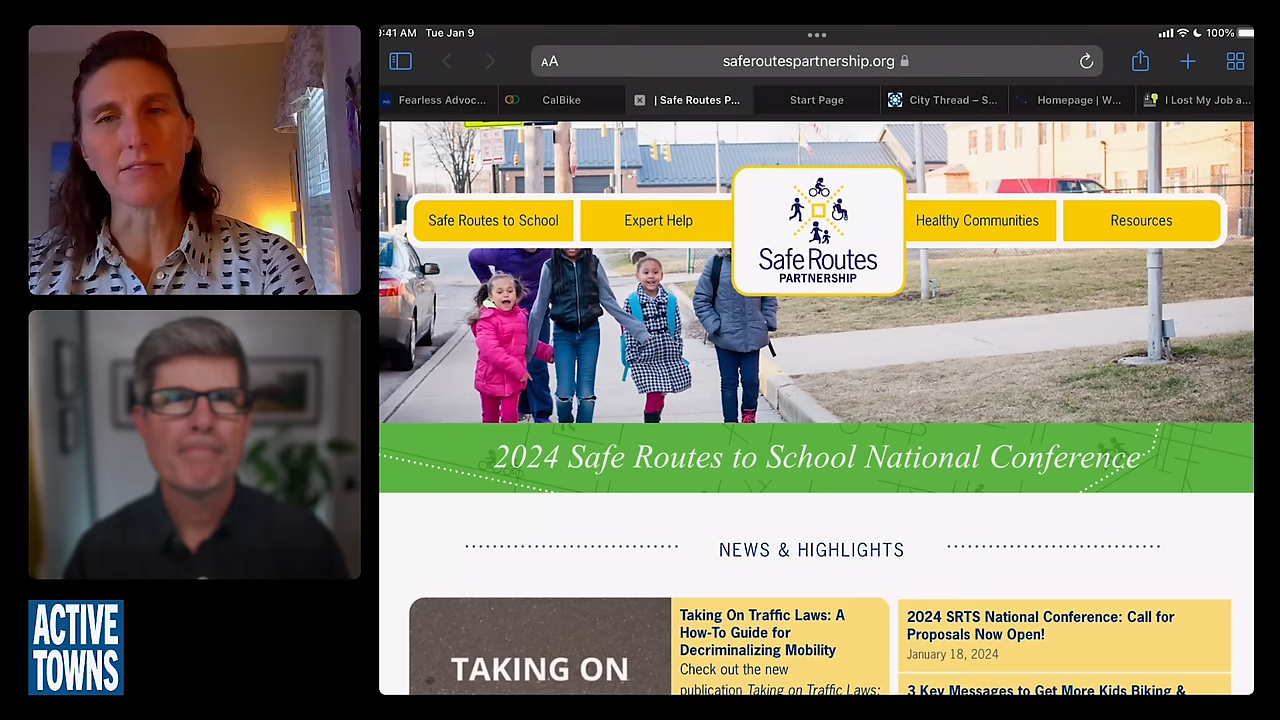 9:41 AM Tue Jan 9
100%
AA
saferoutespartnership.org
Fearless Advoc...
CalBike
| Safe Routes P...
Start Page
City Thread – S...
Homepage | W...
I Lost My Job a...
Safe Routes to School
Expert Help
Healthy Communities
Resources
Safe Routes
PARTNERSHIP
2024 Safe Routes to School National Conference
NEWS & HIGHLIGHTS
TAKING ON
Taking On Traffic Laws: A
How-To Guide for
Decriminalizing Mobility
Check out the new
publication Taking on Traffic Laws:
2024 SRTS National Conference: Call for
Proposals Now Open!
January 18, 2024
3 Key Messages to Get More Kids Biking &
ACTIVE
TOWNS